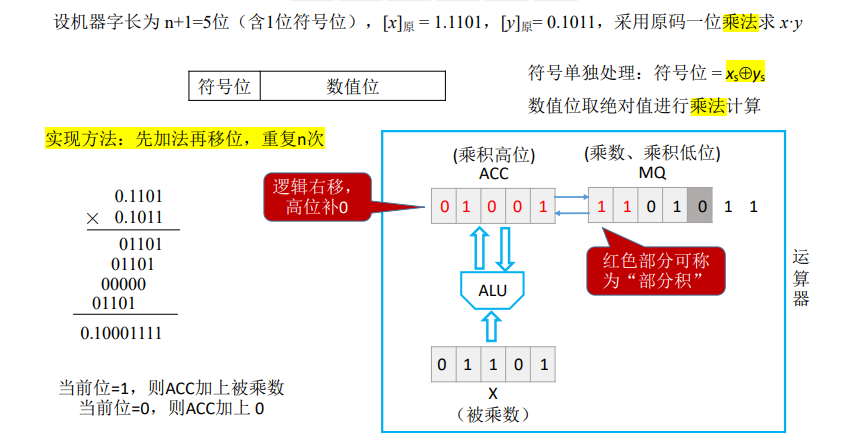 设机器字长为 n+1=5位（含1位符号位），[x]原 = 1.1101，[y]原= 0.1011，采用原码一位乘法求 x·y
符号位 数值位
符号单独处理：符号位 = xs⊕ys
数值位取绝对值进行乘法计算
实现方法：先加法再移位，重复n次
0.1101
× 0.1011
01101
01101
00000
01101
0.10001111
当前位=1，则ACC加上被乘数
当前位=0，则ACC加上 0
逻辑右移，
高位补0
(乘积高位)
ACC
(乘数、乘积低位)
MQ
0 1 0 0 1
1 1 0 1 0 1 1
红色部分可称
为“部分积”
ALU
0 1 1 0 1
X
（被乘数）
运算器